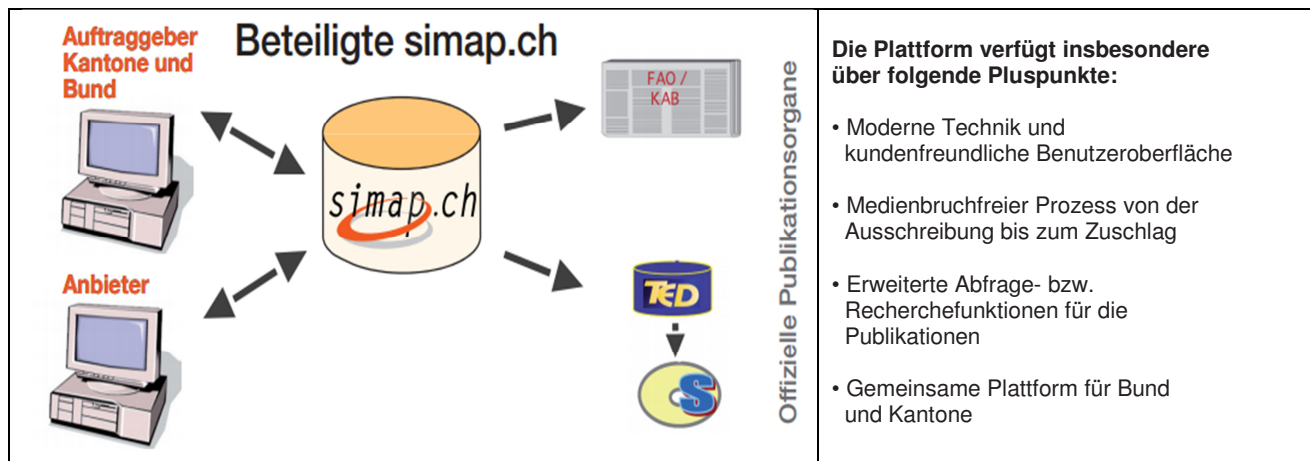 Auftraggeber
Kantone und
Bund
Beteiligte simap.ch
FAO /
KAB
simap.ch
Anbieter
TED
S
Offizielle Publikationsorgane
Die Plattform verfügt insbesondere
über folgende Pluspunkte:
• Moderne Technik und
kundenfreundliche Benutzeroberfläche
• Medienbruchfreier Prozess von der
Ausschreibung bis zum Zuschlag
• Erweiterte Abfrage- bzw.
Recherchefunktionen für die
Publikationen
• Gemeinsame Plattform für Bund
und Kantone